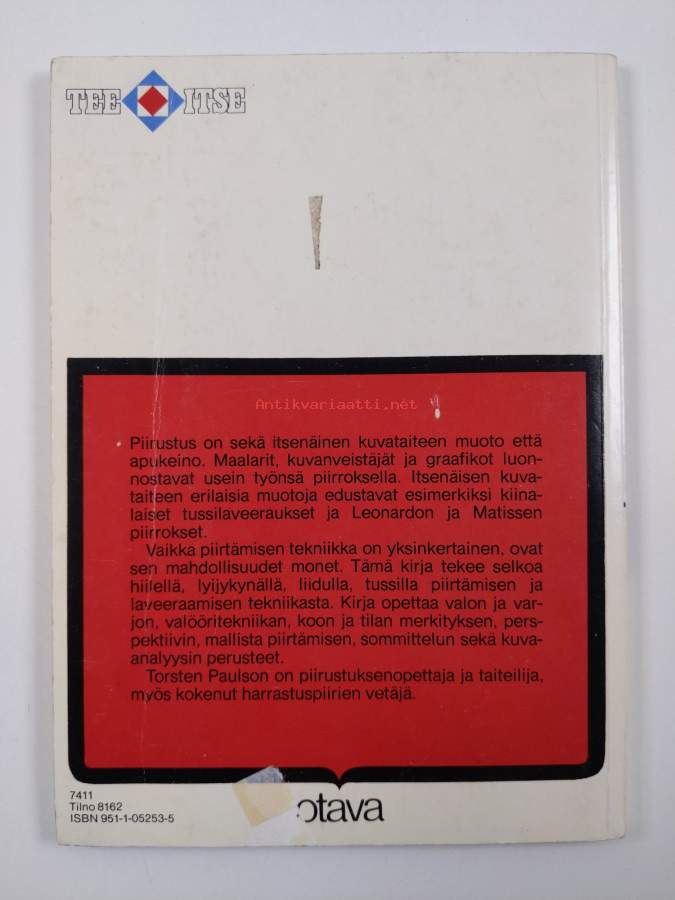 TEE ITSE
Antikvariaatti.net
Piirustus on sekä itsenäinen kuvataiteen muoto että
apukeino. Maalarit, kuvanveistäjät ja graafikot luon-
nostavat usein työnsä piirroksella. Itsenäisen kuva-
taiteen erilaisia muotoja edustavat esimerkiksi kiina-
laiset tussilaveeraukset ja Leonardon ja Matissen
piirrokset.
Vaikka piirtämisen tekniikka on yksinkertainen, ovat
sen mahdollisuudet monet. Tämä kirja tekee selkoa
hiilellä, lyijykynällä, liidulla, tussilla piirtämisen ja
laveeraamisen tekniikasta. Kirja opettaa valon ja var-
jon, valööritekniikan, koon ja tilan merkityksen, pers-
pektiivin, mallista piirtämisen, sommittelun sekä kuva-
analyysin perusteet.
Torsten Paulson on piirustuksenopettaja ja taiteilija,
myös kokenut harrastuspiirien vetäjä.
7411
Tilno 8162
ISBN 951-1-05253-5
otava